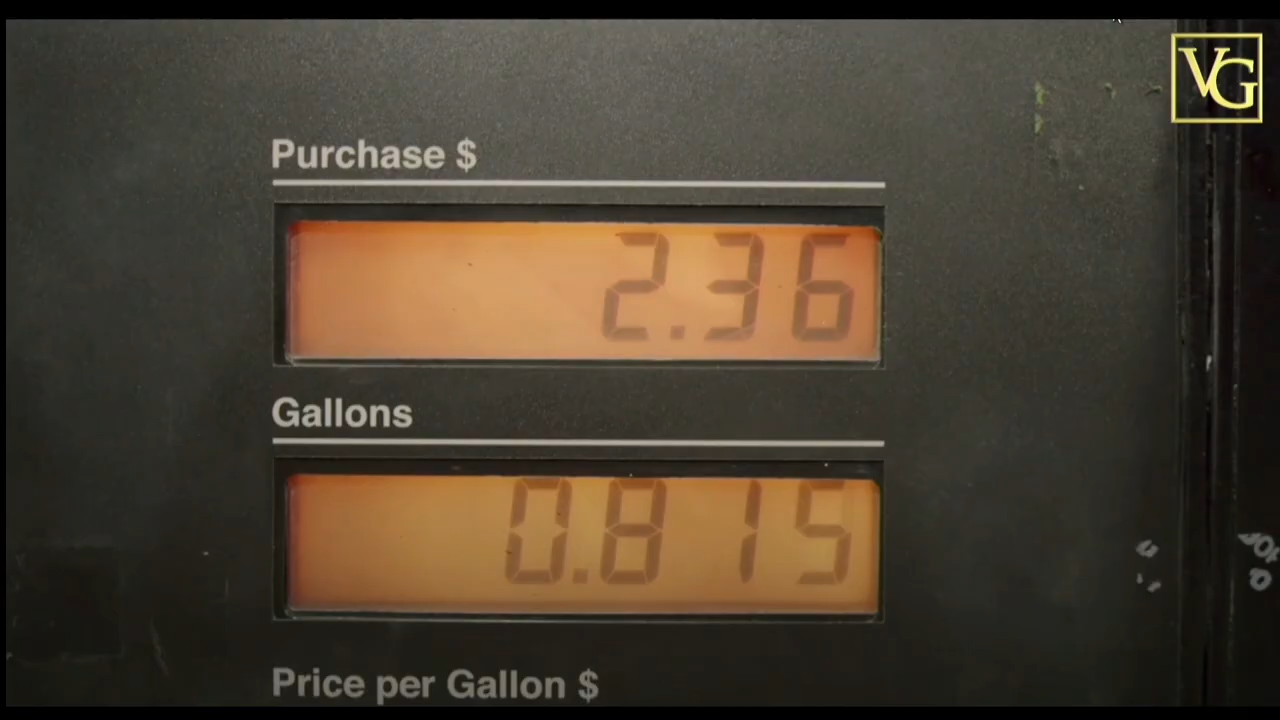 VG
Purchase $
2.36
Gallons
0.815
Price per Gallon $